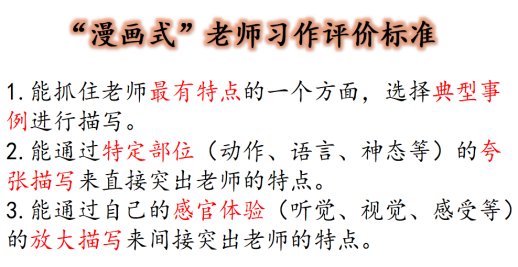 “漫画式”老师习作评价标准
1.能抓住老师最有特点的一个方面，选择典型事
例进行描写。
2.能通过特定部位（动作、语言、神态等）的夸
张描写来直接突出老师的特点。
3.能通过自己的感官体验（听觉、视觉、感受等）
的放大描写来间接突出老师的特点。